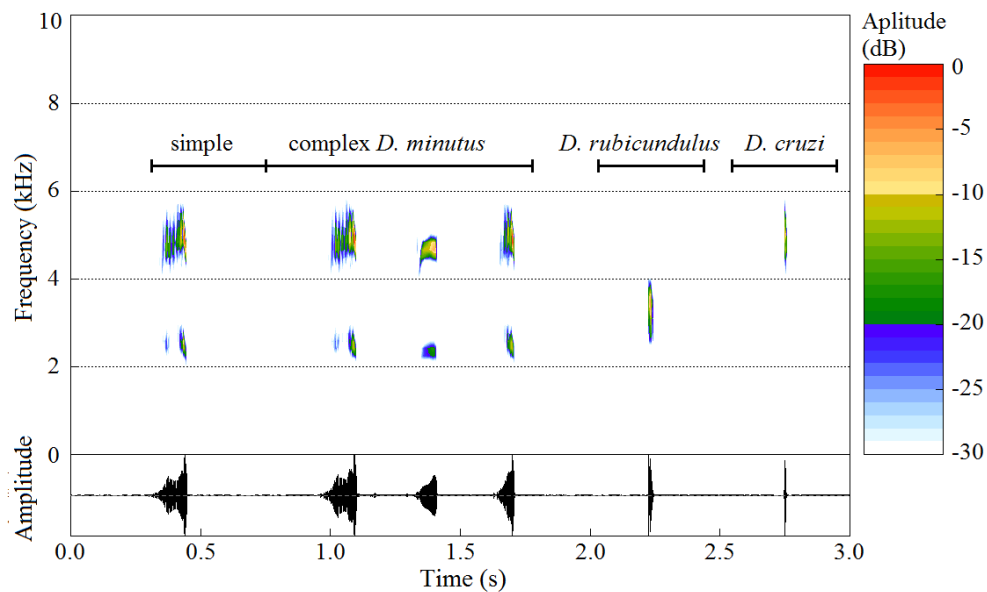 Aplitude
(dB)
10
8
6
4
2
0
Frequency (kHz)
simple
complex D. minutus
D. rubicundulus
D. cruzi
0
-5
-10
-15
-20
-25
-30
Amplitude
0.0 0.5 1.0 1.5 2.0 2.5 3.0
Time (s)